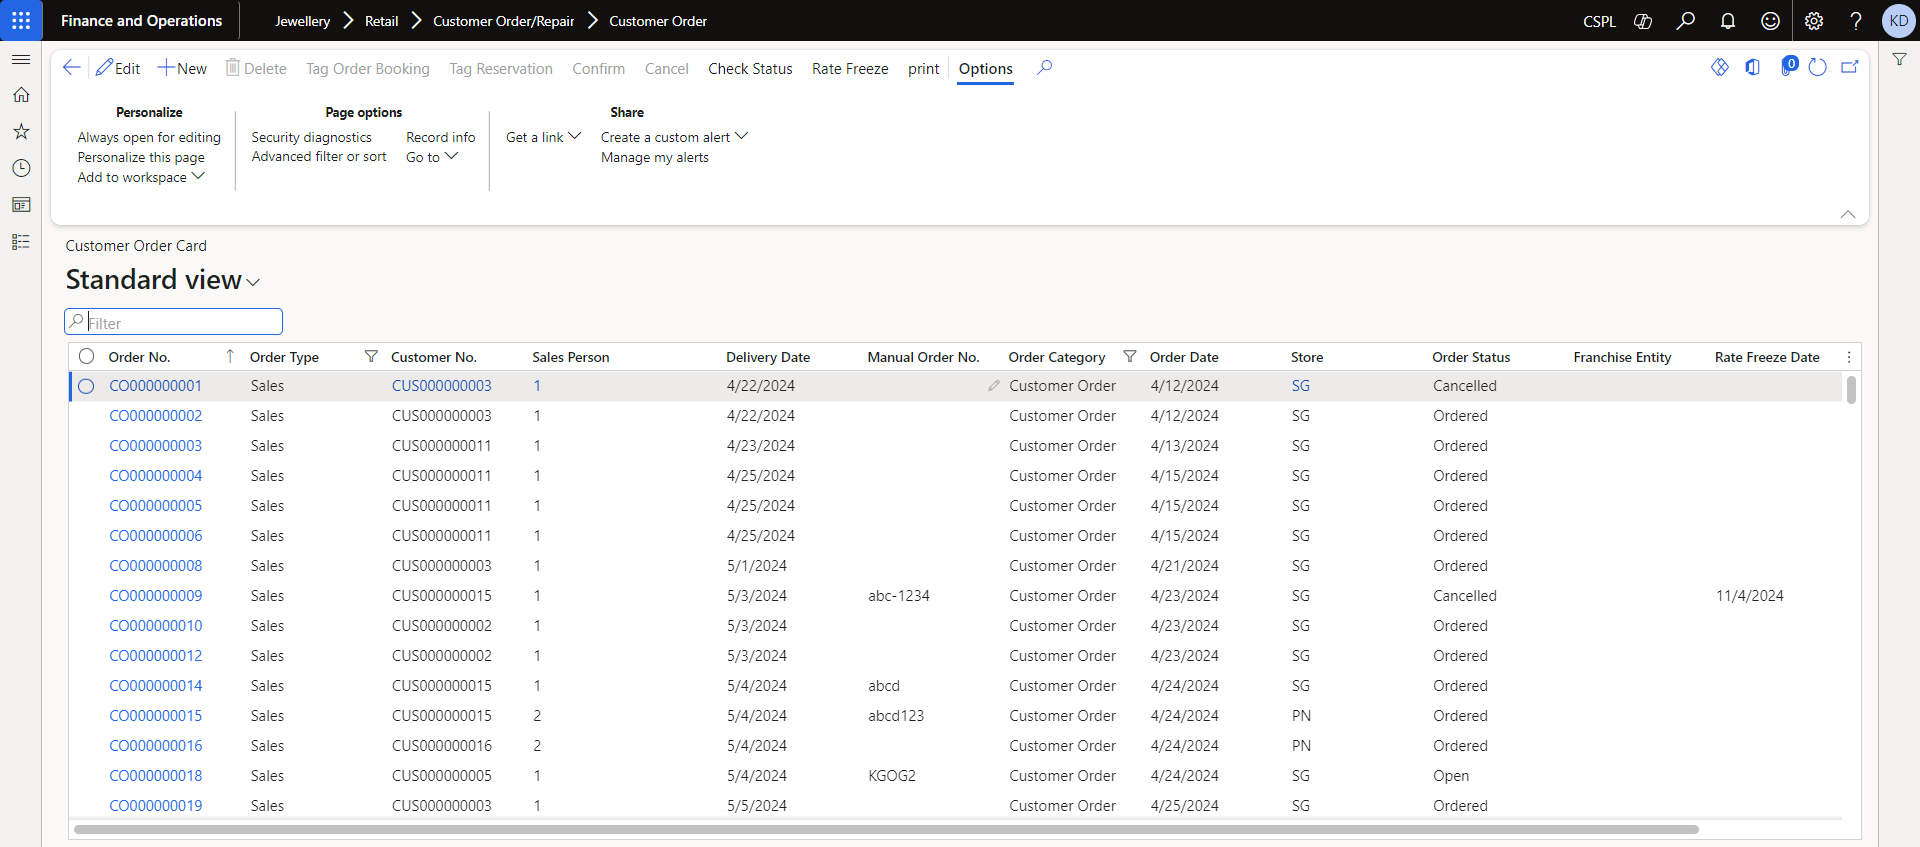 Finance and Operations
Jewellery Retail Customer Order/Repair Customer Order
CSPL
KD
Edit New Delete Tag Order Booking Tag Reservation Confirm Cancel Check Status Rate Freeze print Options
0
Personalize
Always open for editing
Personalize this page
Add to workspace
Page options
Security diagnostics Record info
Advanced filter or sort Go to
Get a link
Share
Create a custom alert
Manage my alerts
Customer Order Card
Standard view
Filter
Order No. Order Type Customer No. Sales Person Delivery Date Manual Order No. Order Category Order Date Store Order Status Franchise Entity Rate Freeze Date
CO000000001 Sales CUS000000003 1 4/22/2024 Customer Order 4/12/2024 SG Cancelled
CO000000002 Sales CUS000000003 1 4/22/2024 Customer Order 4/12/2024 SG Ordered
CO000000003 Sales CUS000000011 1 4/23/2024 Customer Order 4/13/2024 SG Ordered
CO000000004 Sales CUS000000011 1 4/25/2024 Customer Order 4/15/2024 SG Ordered
CO000000005 Sales CUS000000011 1 4/25/2024 Customer Order 4/15/2024 SG Ordered
CO000000006 Sales CUS000000011 1 4/25/2024 Customer Order 4/15/2024 SG Ordered
CO000000008 Sales CUS000000003 1 5/1/2024 Customer Order 4/21/2024 SG Ordered
CO000000009 Sales CUS000000015 1 5/3/2024 abc-1234 Customer Order 4/23/2024 SG Cancelled 11/4/2024
CO000000010 Sales CUS000000002 1 5/3/2024 Customer Order 4/23/2024 SG Ordered
CO000000012 Sales CUS000000002 1 5/3/2024 Customer Order 4/23/2024 SG Ordered
CO000000014 Sales CUS000000015 1 5/4/2024 abcd Customer Order 4/24/2024 SG Ordered
CO000000015 Sales CUS000000015 2 5/4/2024 abcd123 Customer Order 4/24/2024 PN Ordered
CO000000016 Sales CUS000000016 2 5/4/2024 Customer Order 4/24/2024 PN Ordered
CO000000018 Sales CUS000000005 1 5/4/2024 KGOG2 Customer Order 4/24/2024 SG Open
CO000000019 Sales CUS000000003 1 5/5/2024 Customer Order 4/25/2024 SG Ordered